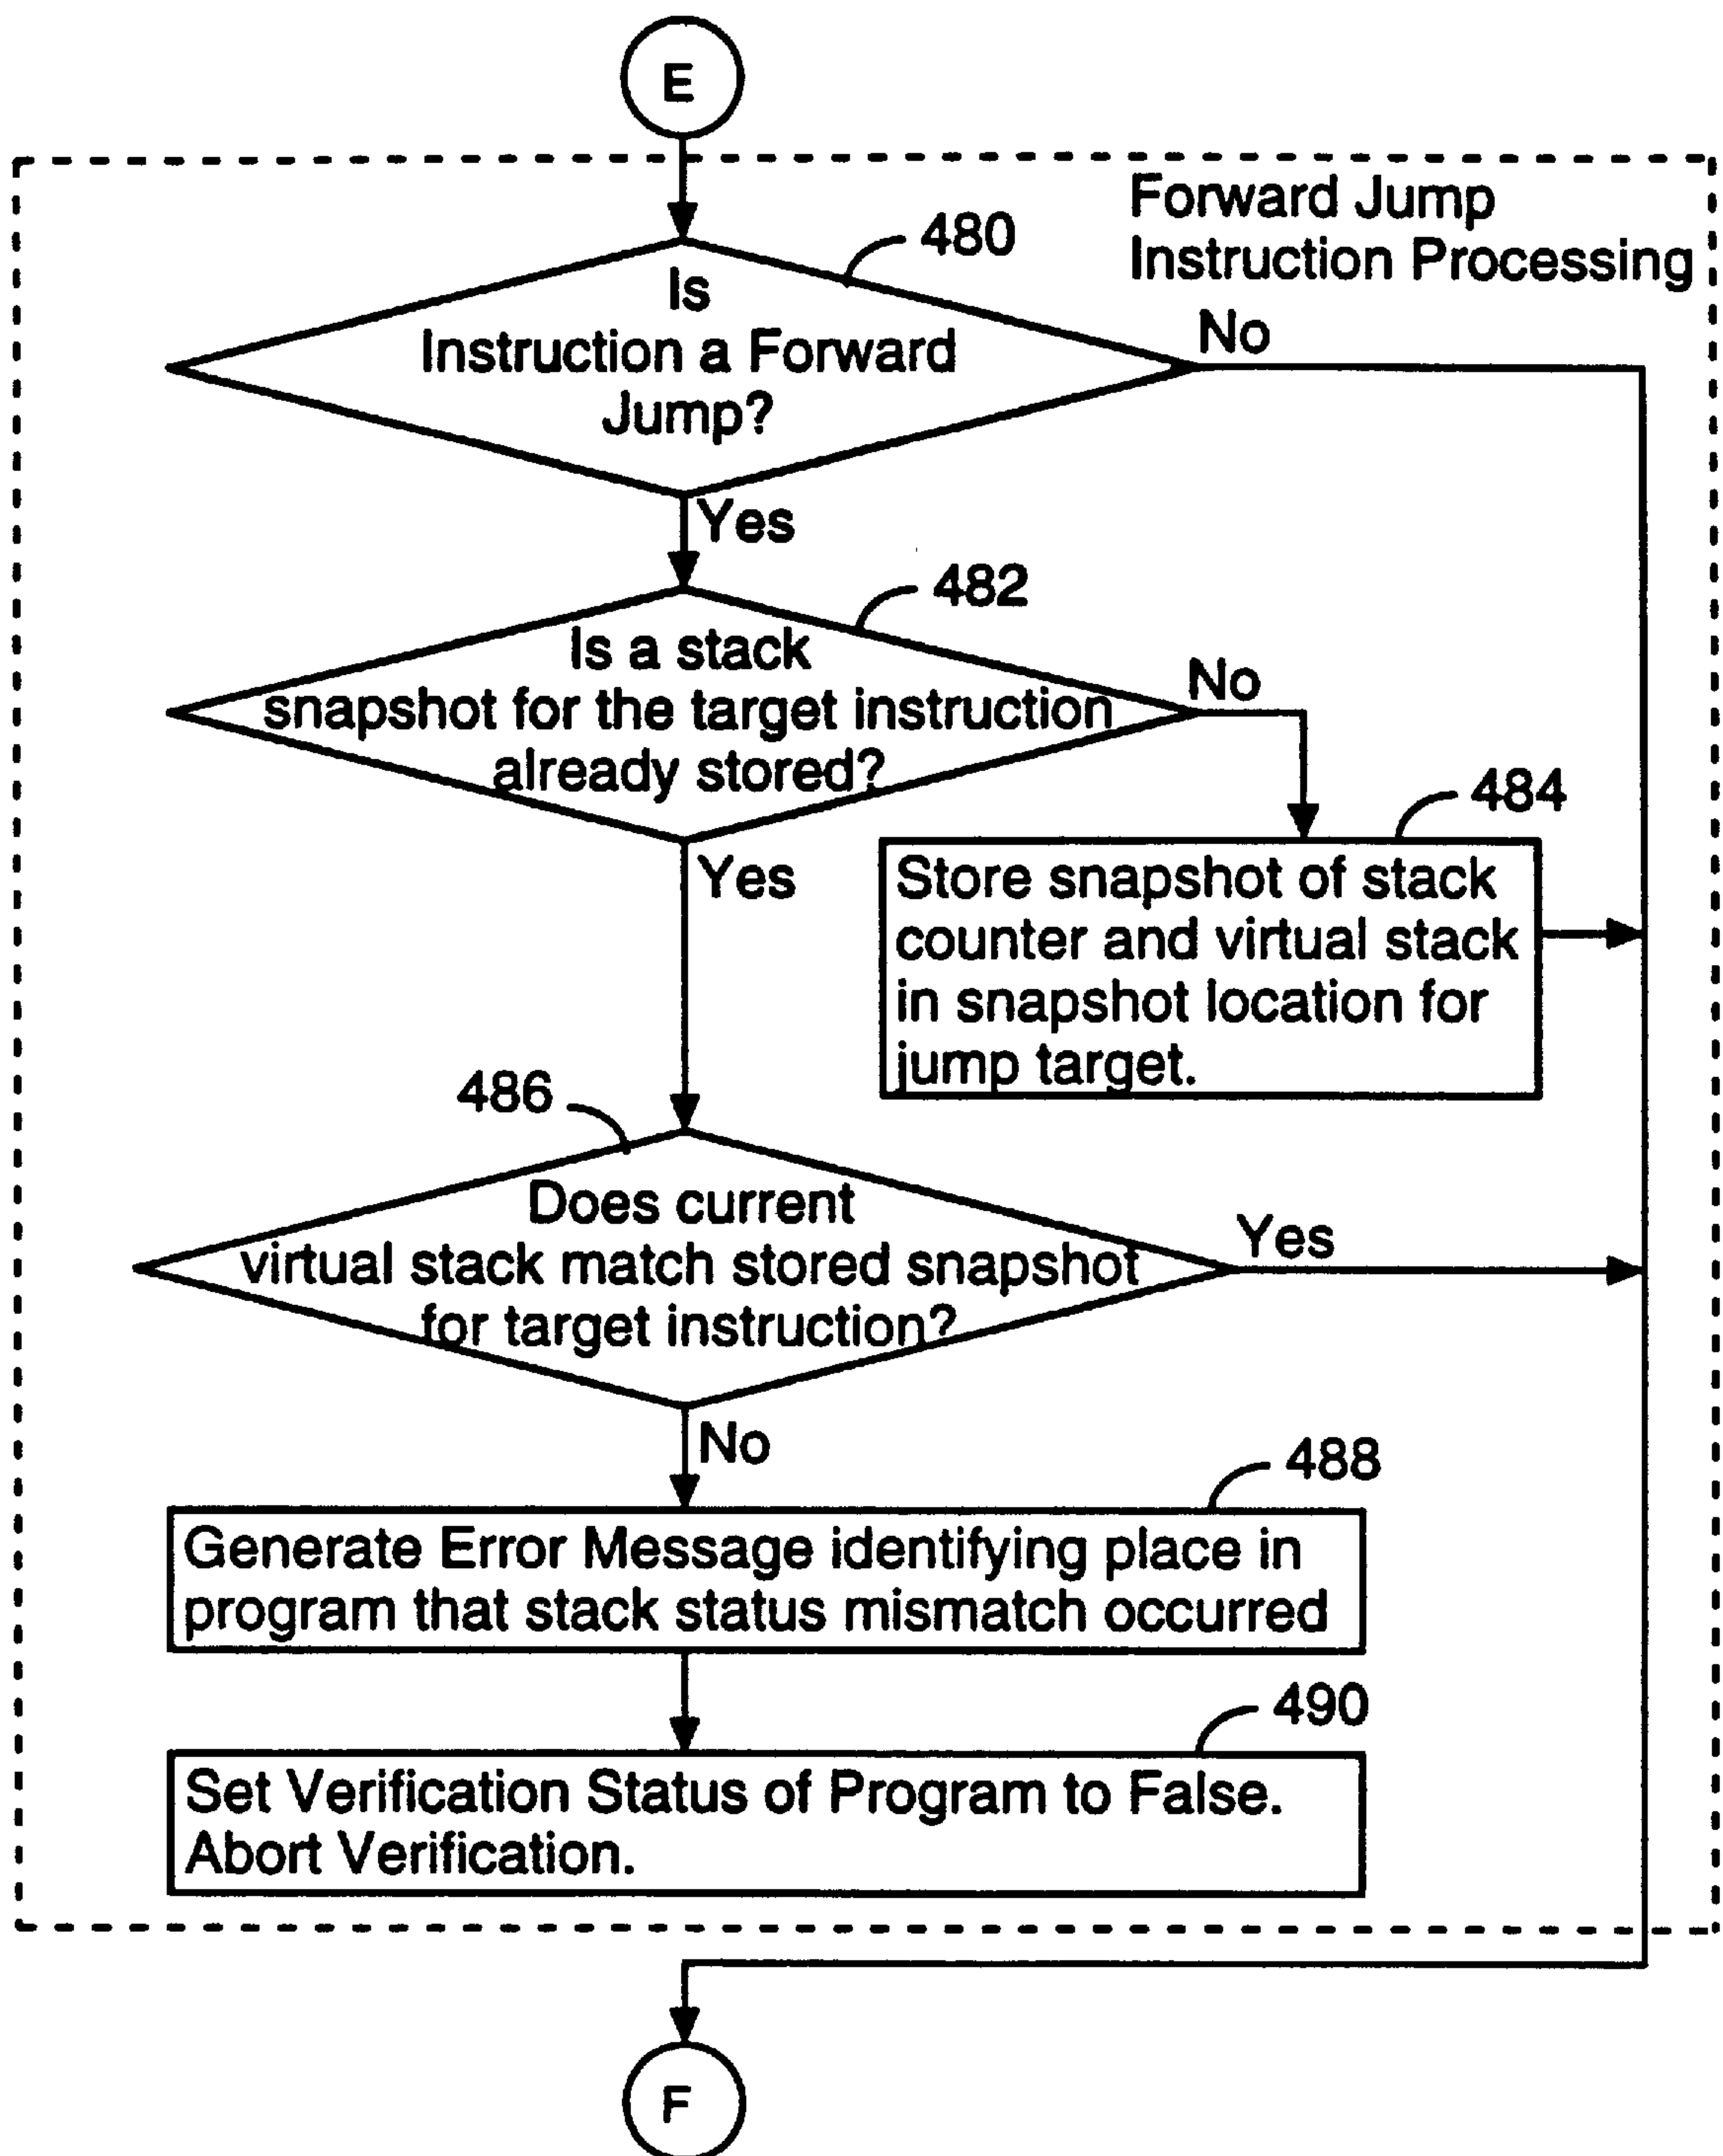 E
Forward Jump
Instruction Processing
480
Is
Instruction a Forward
Jump?
No
Yes
482
Is a stack
snapshot for the target instruction
already stored?
No
Yes
484
Store snapshot of stack
counter and virtual stack
in snapshot location for
jump target.
486
Does current
virtual stack match stored snapshot
for target instruction?
Yes
No
488
Generate Error Message identifying place in
program that stack status mismatch occurred
490
Set Verification Status of Program to False.
Abort Verification.
F